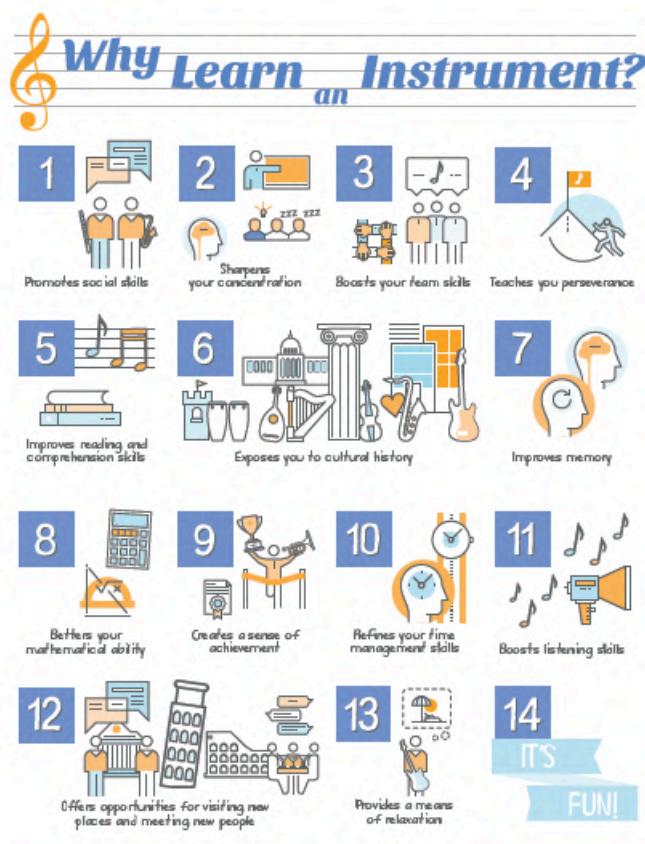 Why Learn an Instrument?
1
Promotes social skills
2
zzz zzz
Sharpens
your concentration
3
Boosts your team skills
4
Teaches you perseverance
5
Improves reading and
comprehension skills
6
Exposes you to cultural history
7
Improves memory
8
Betters your
mathematical ability
9
Creates a sense of
achievement
10
Refines your time
management skills
11
Boosts listening skills
12
Offers opportunities for visiting new
places and meeting new people
13
Provides a means
of relaxation
14
IT'S
FUN!